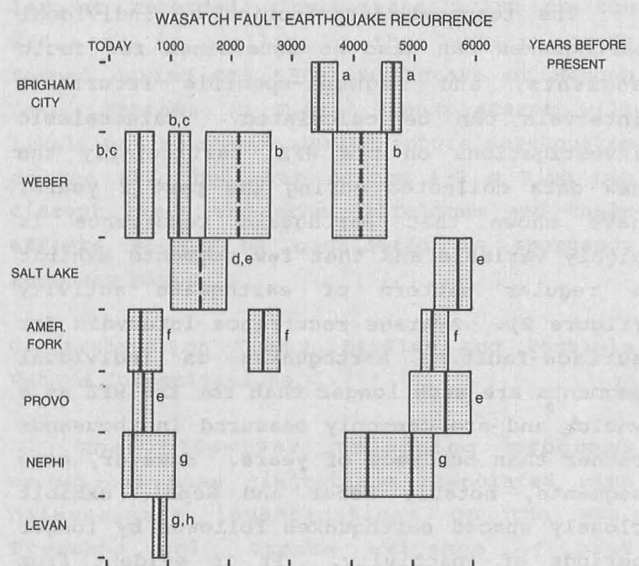 WASATCH FAULT EARTHQUAKE RECURRENCE
TODAY 1000 2000 3000 4000 5000 6000 YEARS BEFORE
PRESENT
BRIGHAM
CITY
a a
b,c b,c b b
WEBER
SALT LAKE
d,e e
AMER.
FORK
f f f
PROVO
e e
NEPHI
g g
LEVAN
g,h